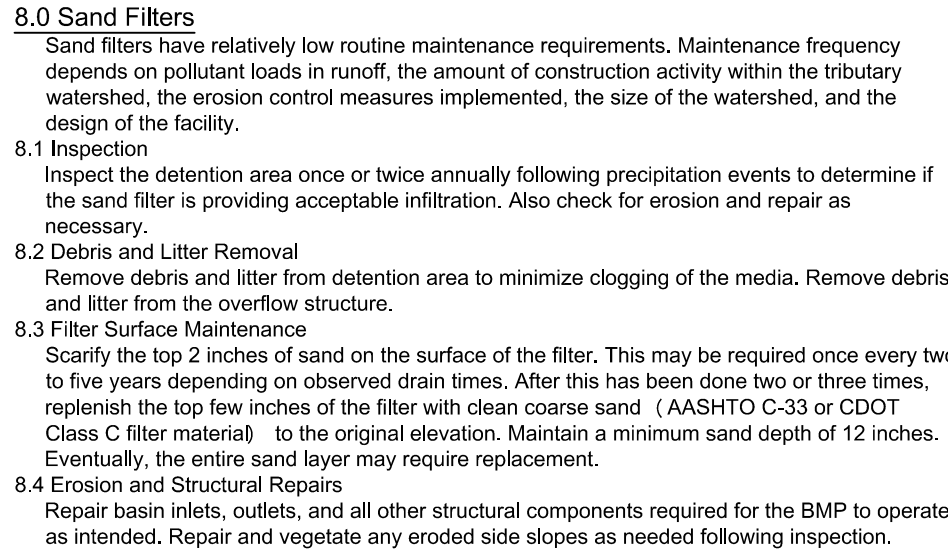 8.0 Sand Filters
Sand filters have relatively low routine maintenance requirements. Maintenance frequency
depends on pollutant loads in runoff, the amount of construction activity within the tributary
watershed, the erosion control measures implemented, the size of the watershed, and the
design of the facility.
8.1 Inspection
Inspect the detention area once or twice annually following precipitation events to determine if
the sand filter is providing acceptable infiltration. Also check for erosion and repair as
necessary.
8.2 Debris and Litter Removal
Remove debris and litter from detention area to minimize clogging of the media. Remove debris
and litter from the overflow structure.
8.3 Filter Surface Maintenance
Scarify the top 2 inches of sand on the surface of the filter. This may be required once every two
to five years depending on observed drain times. After this has been done two or three times,
replenish the top few inches of the filter with clean coarse sand (AASHTO C-33 or CDOT
Class C filter material) to the original elevation. Maintain a minimum sand depth of 12 inches.
Eventually, the entire sand layer may require replacement.
8.4 Erosion and Structural Repairs
Repair basin inlets, outlets, and all other structural components required for the BMP to operate
as intended. Repair and vegetate any eroded side slopes as needed following inspection.